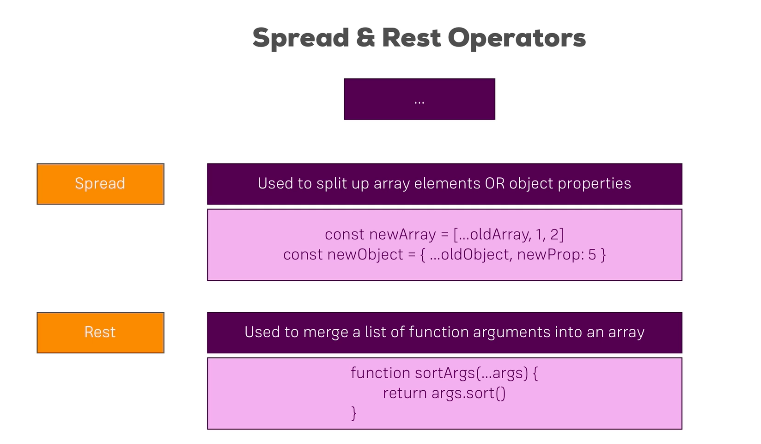 Spread & Rest Operators
...
Spread
Used to split up array elements OR object properties
const newArray = [...oldArray, 1, 2]
const newObject = { ...oldObject, newProp: 5 }
Rest
Used to merge a list of function arguments into an array
function sortArgs(...args) {
return args.sort()
}